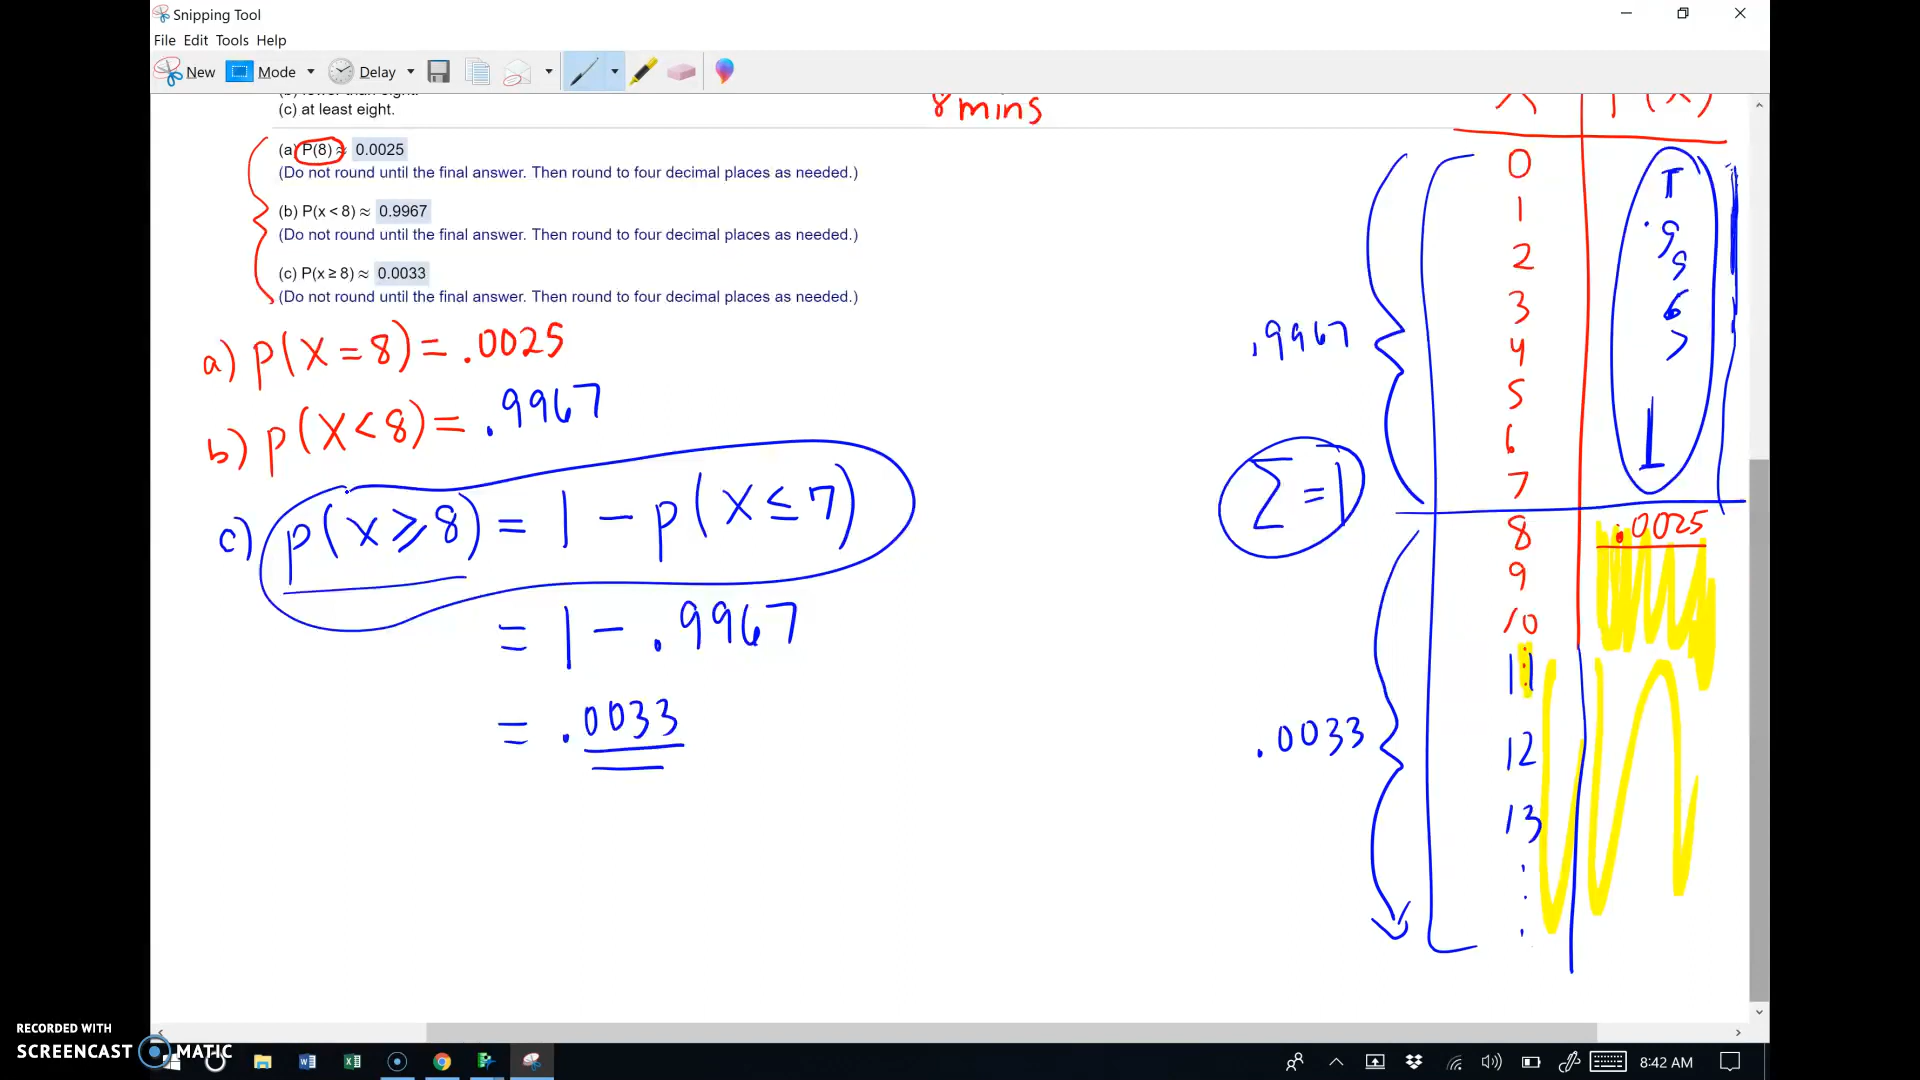 Snipping Tool
File Edit Tools Help
New Mode Delay
(c) at least eight.
8 mins
(a) P(8) ≈ 0.0025
(Do not round until the final answer. Then round to four decimal places as needed.)
(b) P(x < 8) ≈ 0.9967
(Do not round until the final answer. Then round to four decimal places as needed.)
(c) P(x ≥ 8) ≈ 0.0033
(Do not round until the final answer. Then round to four decimal places as needed.)
a) P(X = 8) = .0025
b) P(X < 8) = .9967
c) P(X ≥ 8) = 1 - P(X ≤ 7)
= 1 - .9967
= .0033
.9967
Σ = 1
.0033
X P(X)
0
1
2
3
4
5
6
7
.9967
8 .0025
9
10
11
12
13
RECORDED WITH
SCREENCAST MATIC
8:42 AM